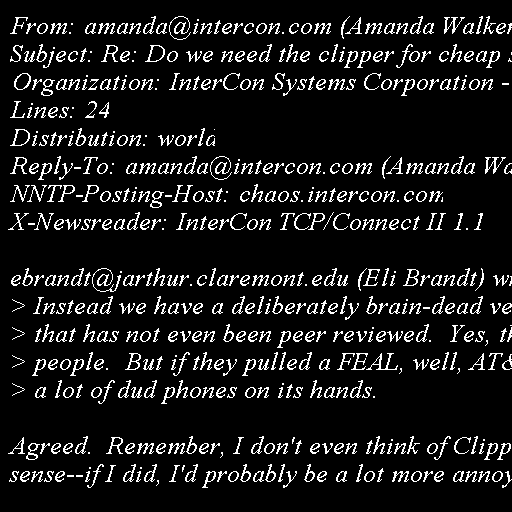 From: amanda@intercon.com (Amanda Walker
Subject: Re: Do we need the clipper for cheap s
Organization: InterCon Systems Corporation -
Lines: 24
Distribution: world
Reply-To: amanda@intercon.com (Amanda Wa
NNTP-Posting-Host: chaos.intercon.com
X-Newsreader: InterCon TCP/Connect II 1.1

ebrandt@jarthur.claremont.edu (Eli Brandt) wr
> Instead we have a deliberately brain-dead ve
> that has not even been peer reviewed.  Yes, th
> people.  But if they pulled a FEAL, well, AT&
> a lot of dud phones on its hands.

Agreed.  Remember, I don't even think of Clipp
sense--if I did, I'd probably be a lot more annoy